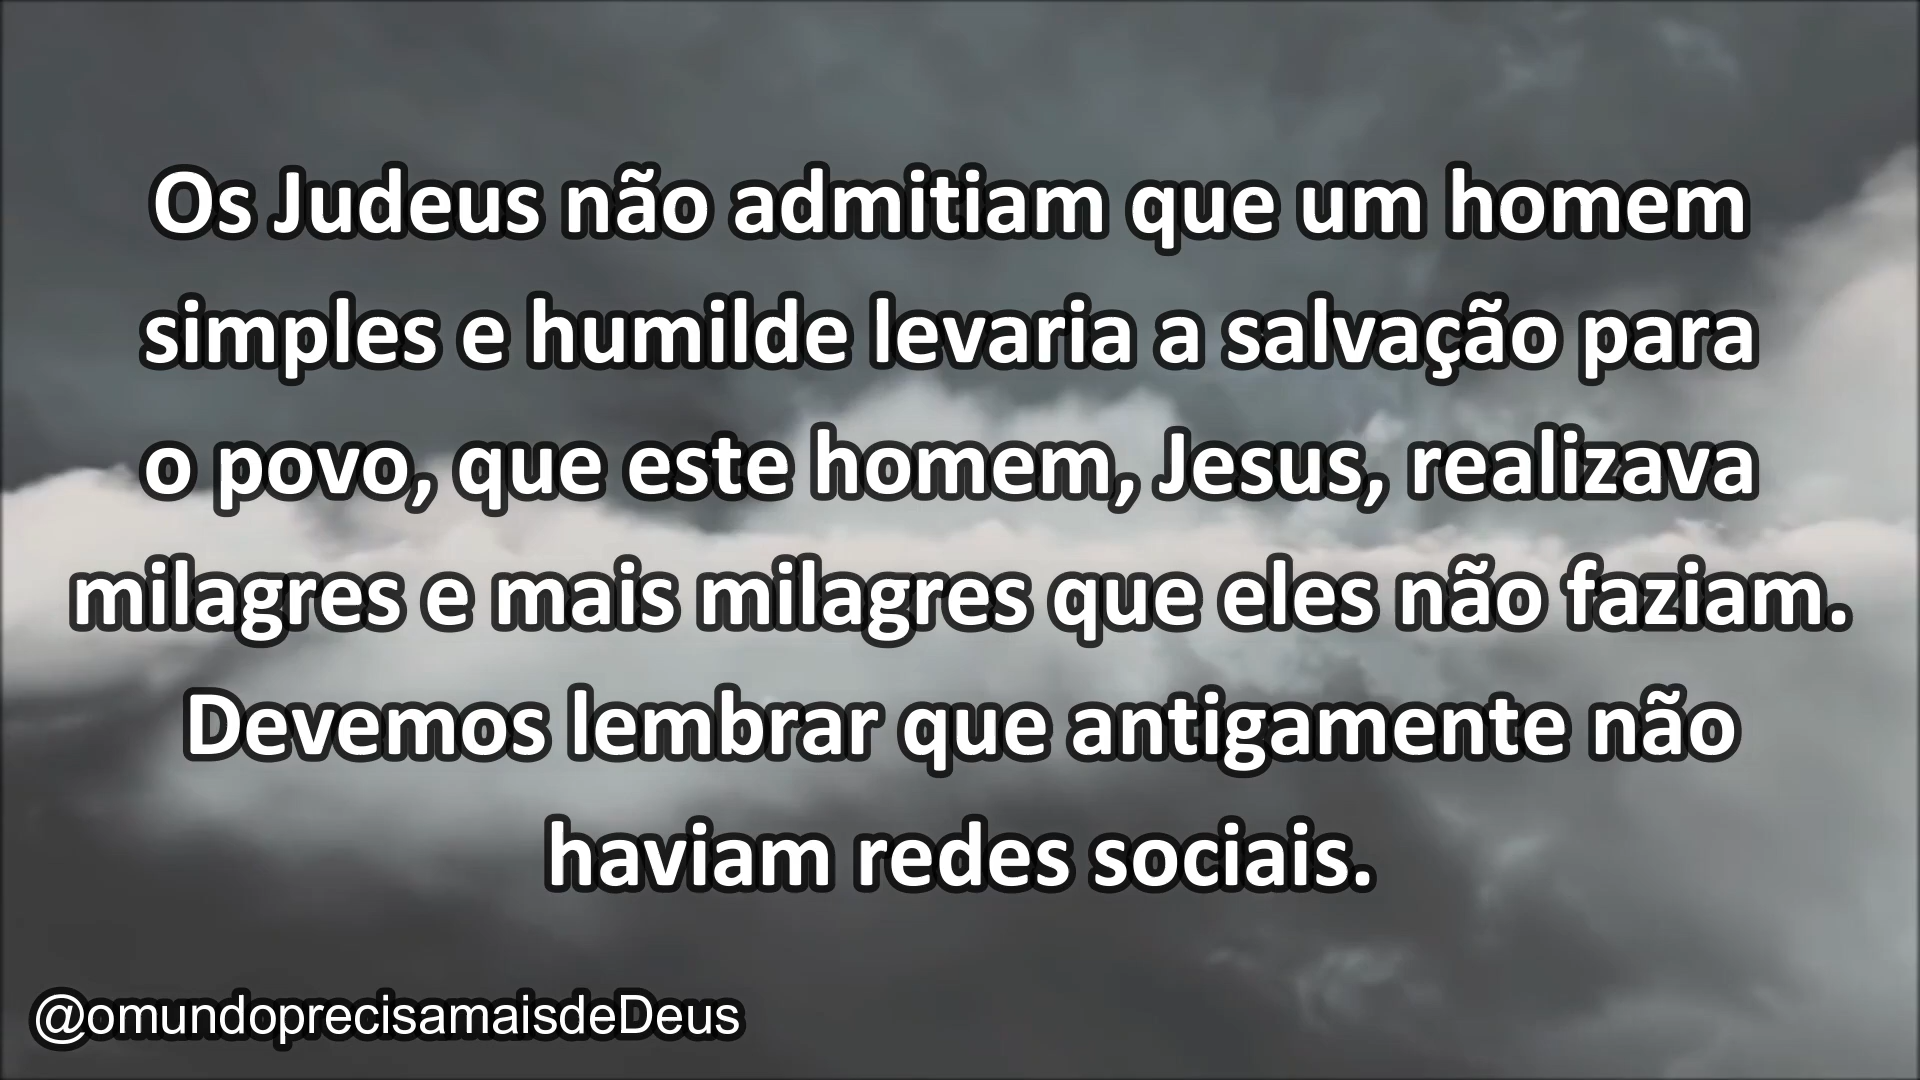 Os Judeus não admitiam que um homem
simples e humilde levaria a salvação para
o povo, que este homem, Jesus, realizava
milagres e mais milagres que eles não faziam.
Devemos lembrar que antigamente não
haviam redes sociais.
@omundoprecisamaisdeDeus